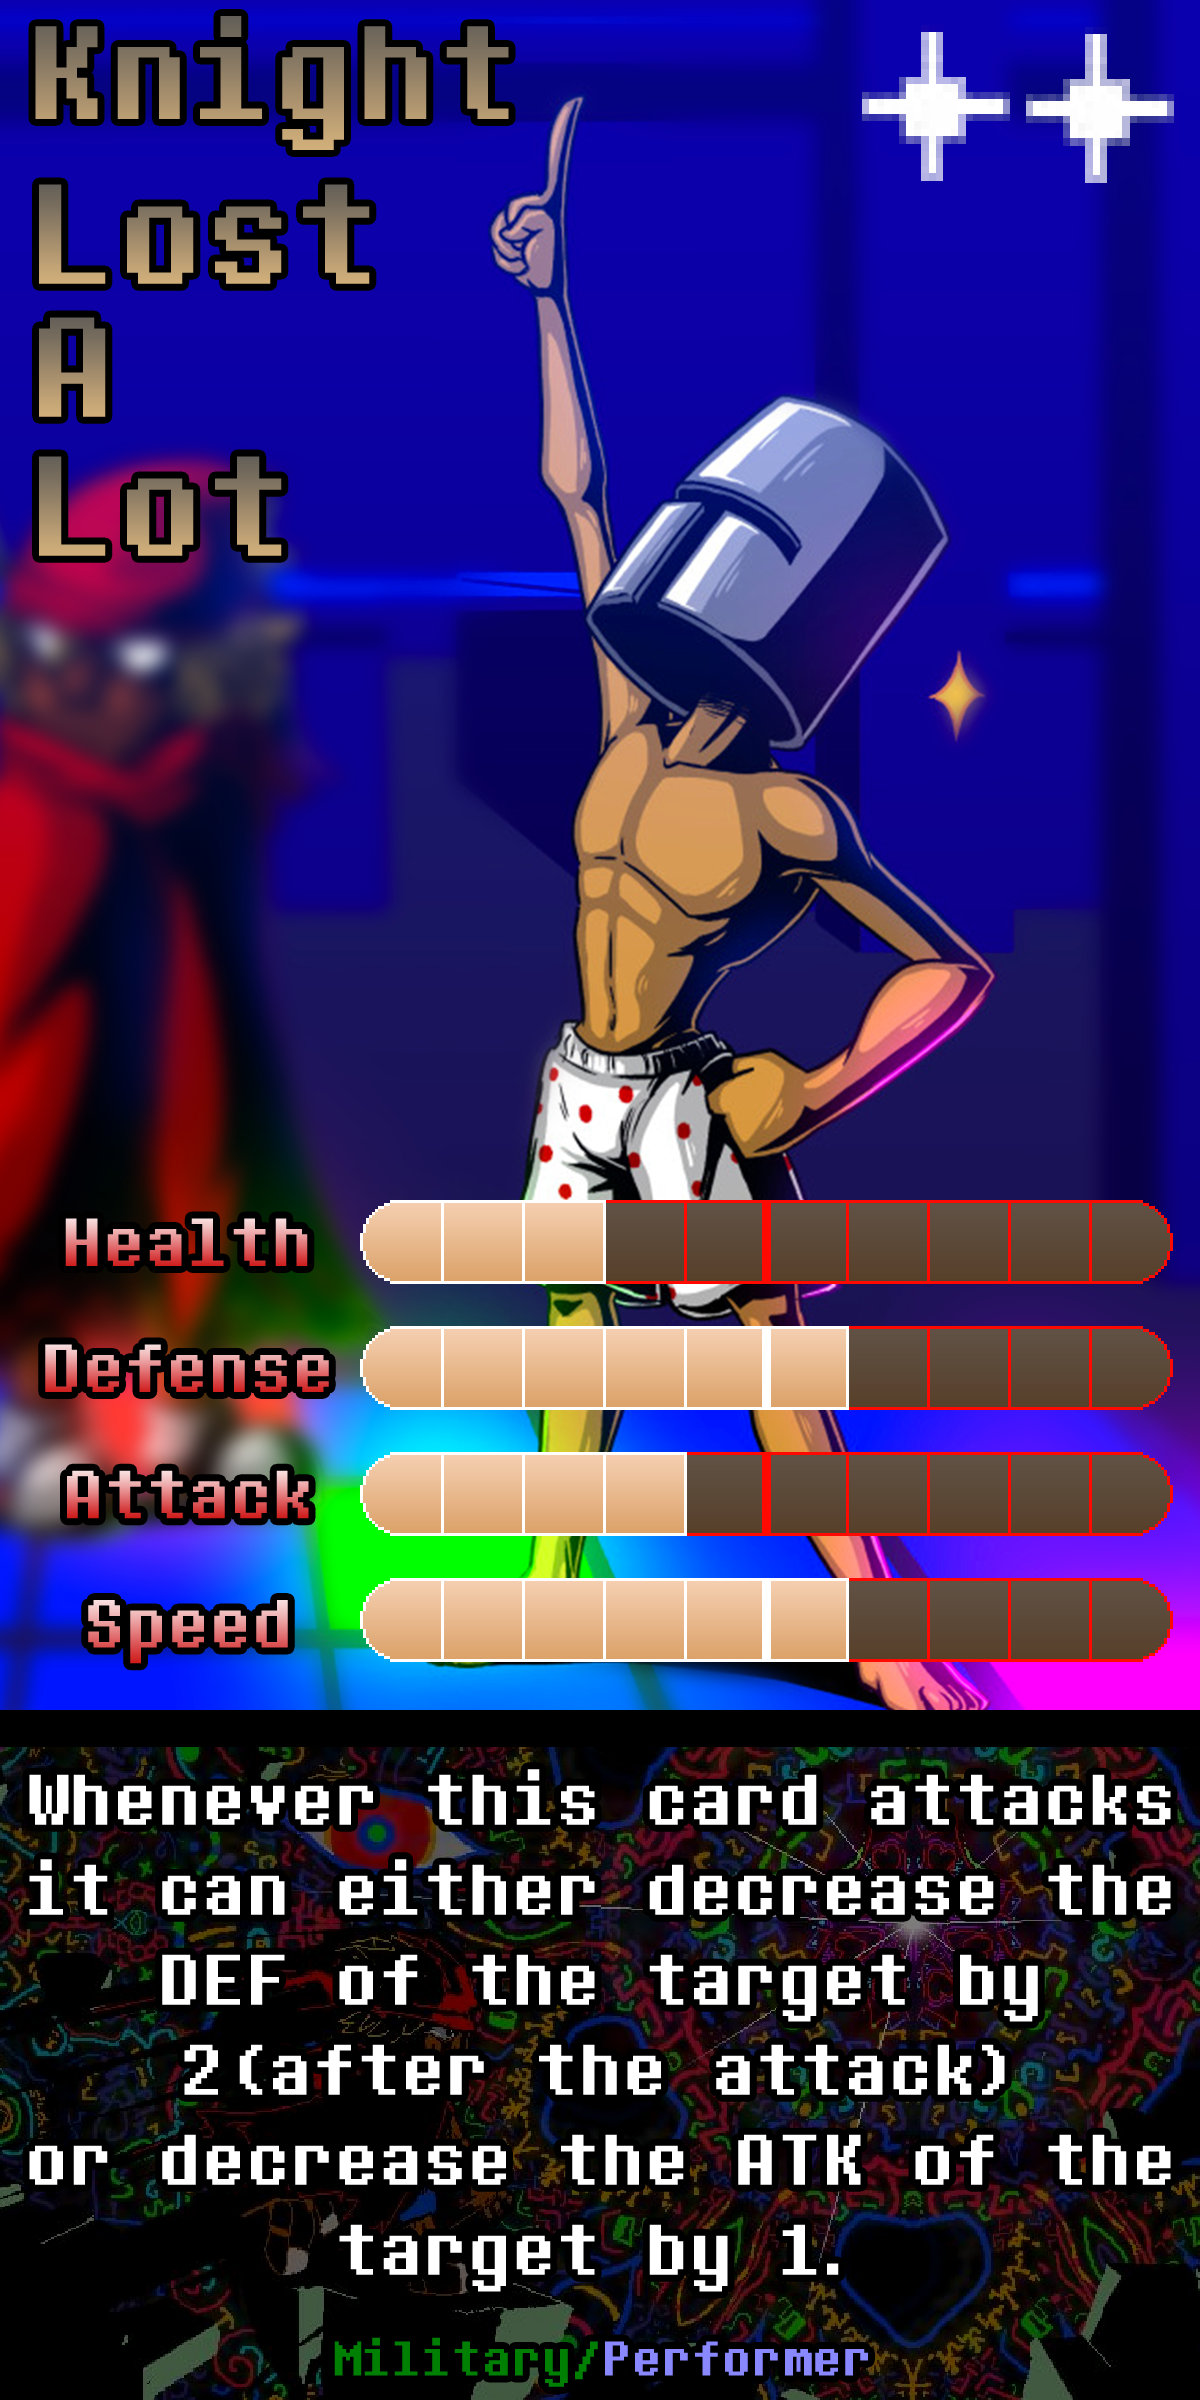 Knight
Lost
A
Lot
Health
Defense
Attack
Speed
Whenever this card attacks
it can either decrease the
DEF of the target by
2(after the attack)
or decrease the ATK of the
target by 1.
Military/Performer